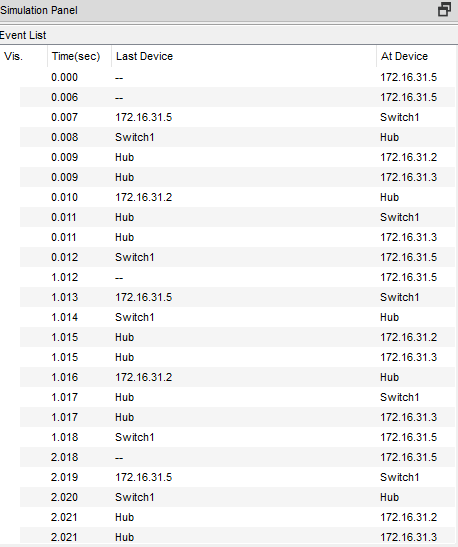 Simulation Panel
Event List
Vis. Time(sec) Last Device At Device
0.000 -- 172.16.31.5
0.006 -- 172.16.31.5
0.007 172.16.31.5 Switch1
0.008 Switch1 Hub
0.009 Hub 172.16.31.2
0.009 Hub 172.16.31.3
0.010 172.16.31.2 Hub
0.011 Hub Switch1
0.011 Hub 172.16.31.3
0.012 Switch1 172.16.31.5
1.012 -- 172.16.31.5
1.013 172.16.31.5 Switch1
1.014 Switch1 Hub
1.015 Hub 172.16.31.2
1.015 Hub 172.16.31.3
1.016 172.16.31.2 Hub
1.017 Hub Switch1
1.017 Hub 172.16.31.3
1.018 Switch1 172.16.31.5
2.018 -- 172.16.31.5
2.019 172.16.31.5 Switch1
2.020 Switch1 Hub
2.021 Hub 172.16.31.2
2.021 Hub 172.16.31.3